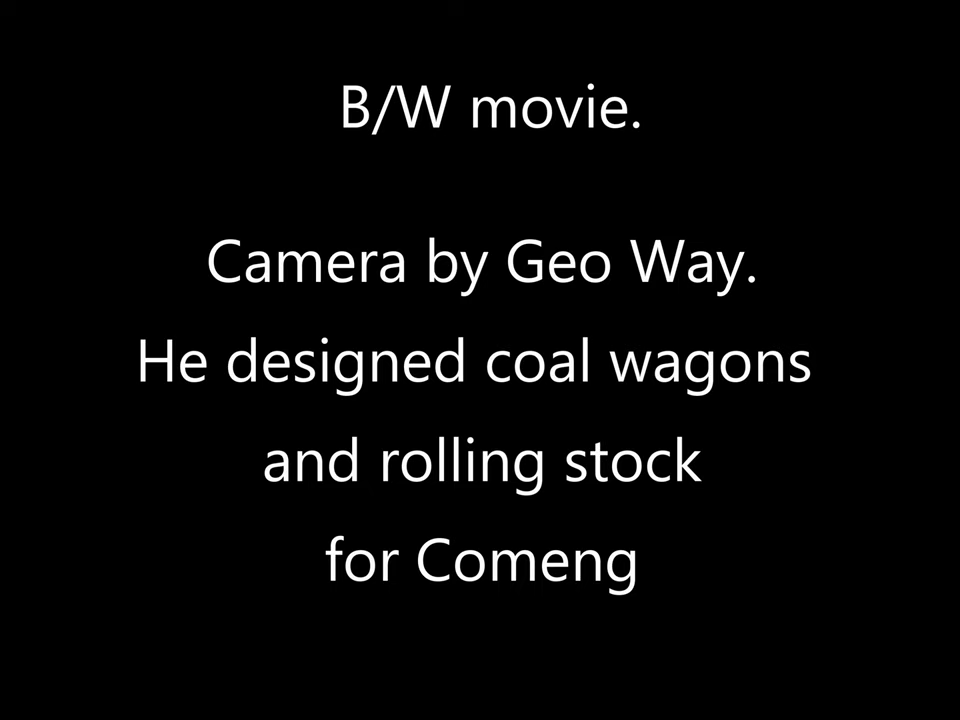 B/W movie.
Camera by Geo Way.
He designed coal wagons
and rolling stock
for Comeng